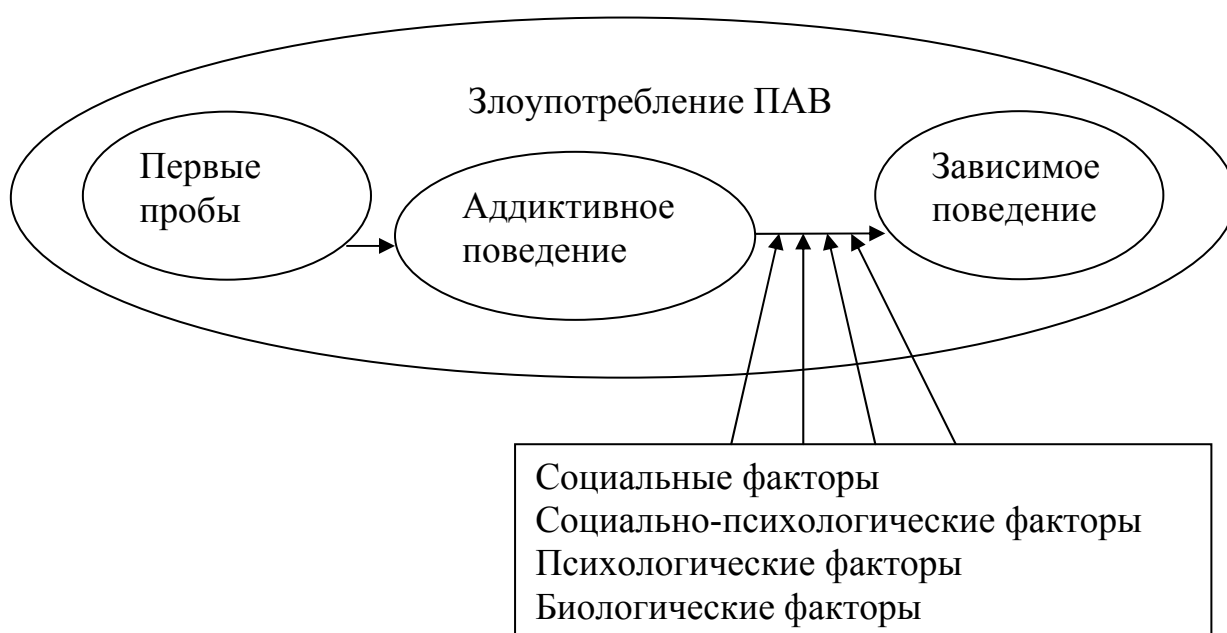 Злоупотребление ПАВ
Первые
пробы
Аддиктивное
поведение
Зависимое
поведение
Социальные факторы
Социально-психологические факторы
Психологические факторы
Биологические факторы